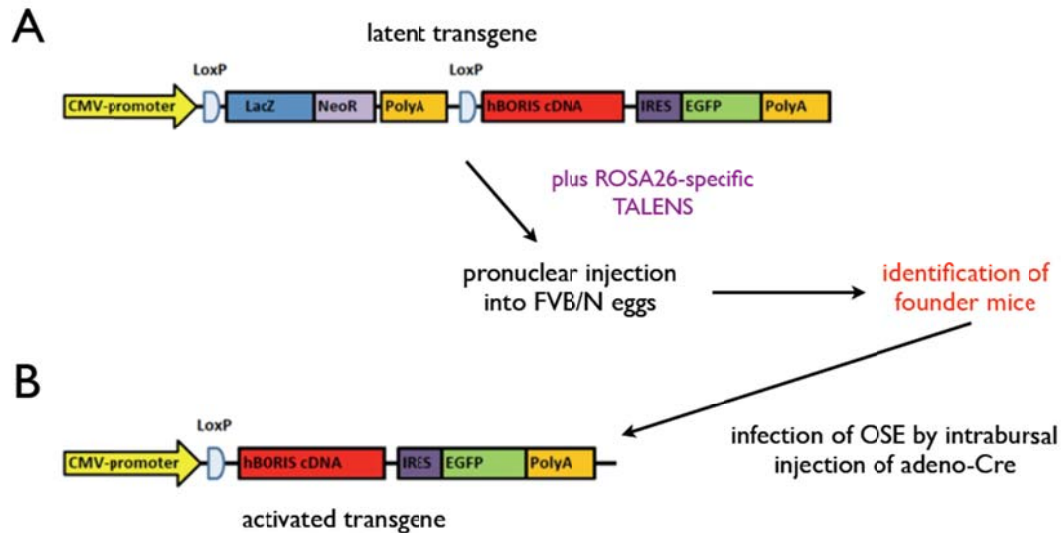 A
latent transgene
LoxP
LoxP
CMV-promoter
LacZ
NeoR
PolyA
hBORIS cDNA
IRES
EGFP
PolyA
plus ROSA26-specific
TALENS
pronuclear injection
into FVB/N eggs
identification of
founder mice
B
LoxP
CMV-promoter
hBORIS cDNA
IRES
EGFP
PolyA
infection of OSE by intrabursal
injection of adeno-Cre
activated transgene